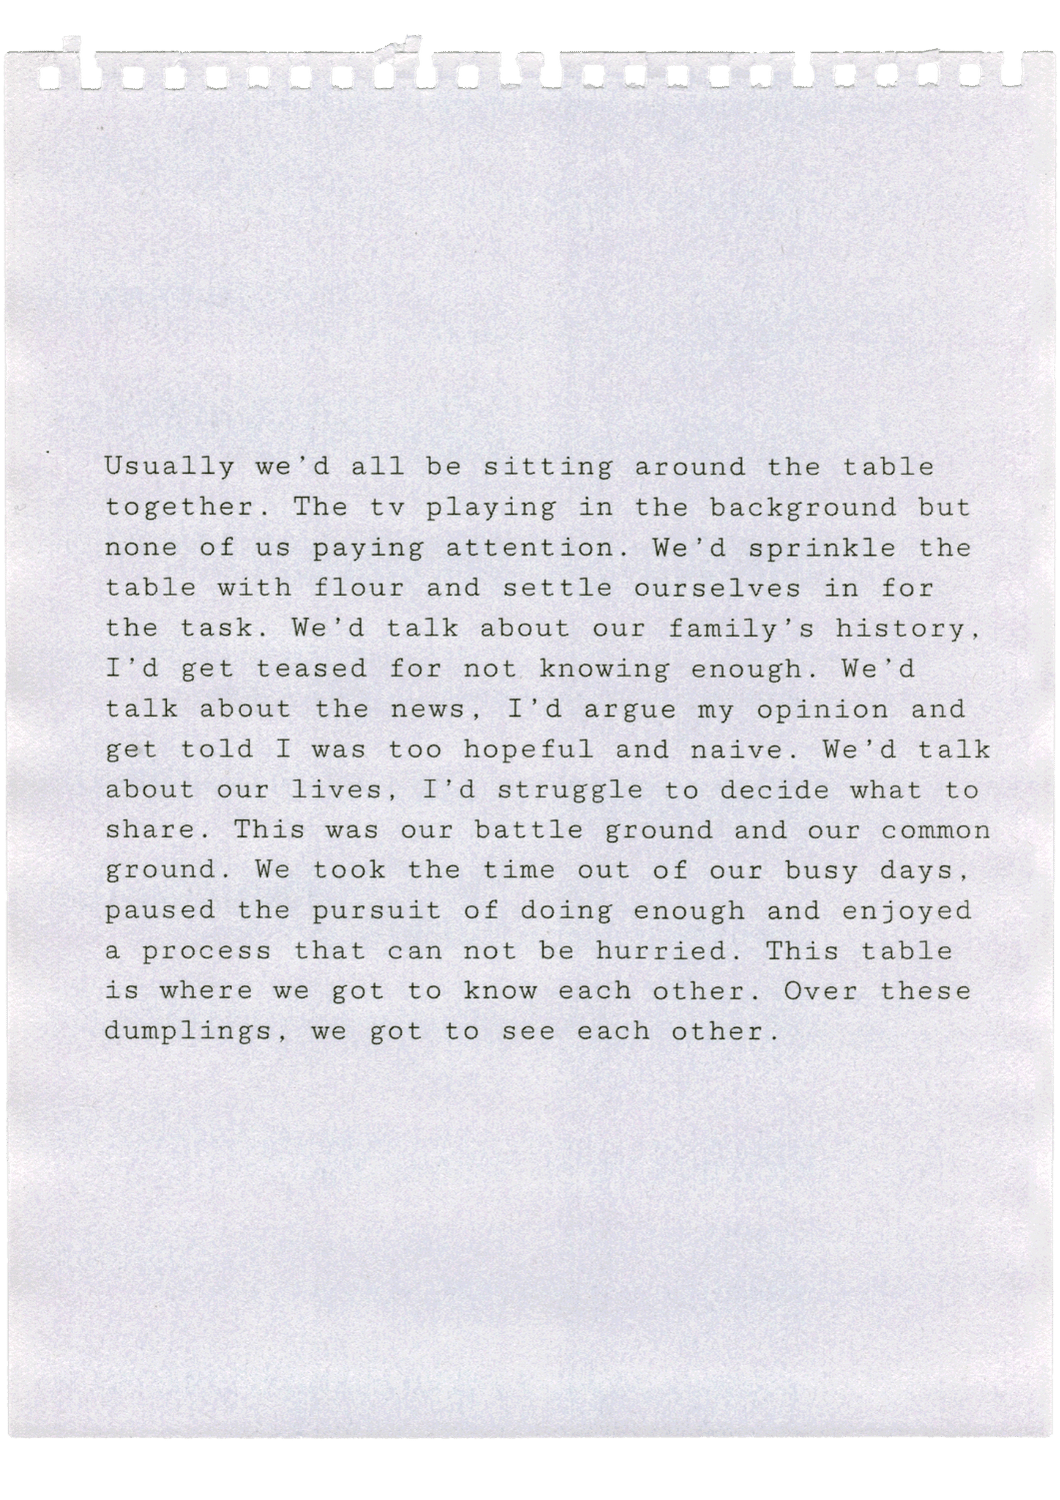 Usually we’d all be sitting around the table
together. The tv playing in the background but
none of us paying attention. We’d sprinkle the
table with flour and settle ourselves in for
the task. We’d talk about our family’s history,
I’d get teased for not knowing enough. We’d
talk about the news, I’d argue my opinion and
get told I was too hopeful and naive. We’d talk
about our lives, I’d struggle to decide what to
share. This was our battle ground and our common
ground. We took the time out of our busy days,
paused the pursuit of doing enough and enjoyed
a process that can not be hurried. This table
is where we got to know each other. Over these
dumplings, we got to see each other.